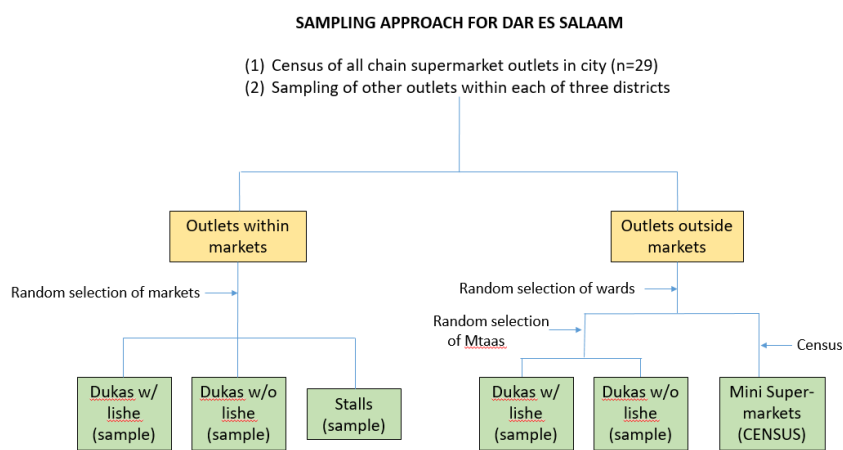 SAMPLING APPROACH FOR DAR ES SALAAM
(1) Census of all chain supermarket outlets in city (n=29)
(2) Sampling of other outlets within each of three districts
Outlets within
markets
Outlets outside
markets
Random selection of markets
Random selection of wards
Random selection
of Mtaas
Census
Dukas w/
lishe
(sample)
Dukas w/o
lishe
(sample)
Stalls
(sample)
Dukas w/
lishe
(sample)
Dukas w/o
lishe
(sample)
Mini Super-
markets
(CENSUS)